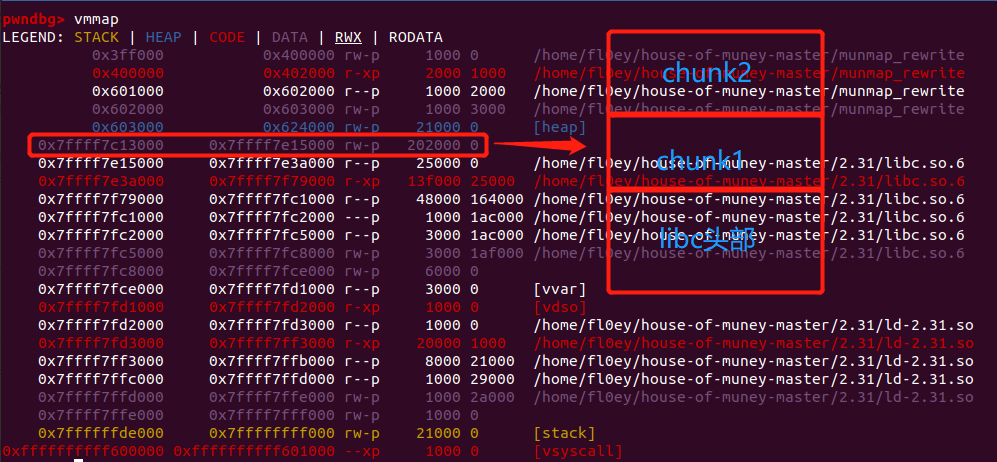 pwndbg> vmmap
LEGEND: STACK | HEAP | CODE | DATA | RWX | RODATA
0x3ff000 0x400000 rw-p 1000 0 /home/fl0ey/house-of-muney-master/munmap_rewrite
0x400000 0x402000 r-xp 2000 1000 /home/fl0ey/house-of-muney-master/munmap_rewrite
0x601000 0x602000 r--p 1000 2000 /home/fl0ey/house-of-muney-master/munmap_rewrite
0x602000 0x603000 rw-p 1000 3000 /home/fl0ey/house-of-muney-master/munmap_rewrite
0x603000 0x624000 rw-p 21000 0 [heap]
0x7ffff7c13000 0x7ffff7e15000 rw-p 202000 0
0x7ffff7e15000 0x7ffff7e3a000 r--p 25000 0 /home/fl0ey/house-of-muney-master/2.31/libc.so.6
0x7ffff7e3a000 0x7ffff7f79000 r-xp 13f000 25000 /home/fl0ey/house-of-muney-master/2.31/libc.so.6
0x7ffff7f79000 0x7ffff7fc1000 r--p 48000 164000 /home/fl0ey/house-of-muney-master/2.31/libc.so.6
0x7ffff7fc1000 0x7ffff7fc2000 ---p 1000 1ac000 /home/fl0ey/house-of-muney-master/2.31/libc.so.6
0x7ffff7fc2000 0x7ffff7fc5000 r--p 3000 1ac000 /home/fl0ey/house-of-muney-master/2.31/libc.so.6
0x7ffff7fc5000 0x7ffff7fc8000 rw-p 3000 1af000 /home/fl0ey/house-of-muney-master/2.31/libc.so.6
0x7ffff7fc8000 0x7ffff7fce000 rw-p 6000 0
0x7ffff7fce000 0x7ffff7fd1000 r--p 3000 0 [vvar]
0x7ffff7fd1000 0x7ffff7fd2000 r-xp 1000 0 [vdso]
0x7ffff7fd2000 0x7ffff7fd3000 r--p 1000 0 /home/fl0ey/house-of-muney-master/2.31/ld-2.31.so
0x7ffff7fd3000 0x7ffff7ff3000 r-xp 20000 1000 /home/fl0ey/house-of-muney-master/2.31/ld-2.31.so
0x7ffff7ff3000 0x7ffff7ffb000 r--p 8000 21000 /home/fl0ey/house-of-muney-master/2.31/ld-2.31.so
0x7ffff7ffc000 0x7ffff7ffd000 r--p 1000 29000 /home/fl0ey/house-of-muney-master/2.31/ld-2.31.so
0x7ffff7ffd000 0x7ffff7ffe000 rw-p 1000 2a000 /home/fl0ey/house-of-muney-master/2.31/ld-2.31.so
0x7ffff7ffe000 0x7ffff7fff000 rw-p 1000 0
0x7ffffffde000 0x7ffffffff000 rw-p 21000 0 [stack]
0xffffffffff600000 0xffffffffff601000 --xp 1000 0 [vsyscall]
chunk2
chunk1
libc头部